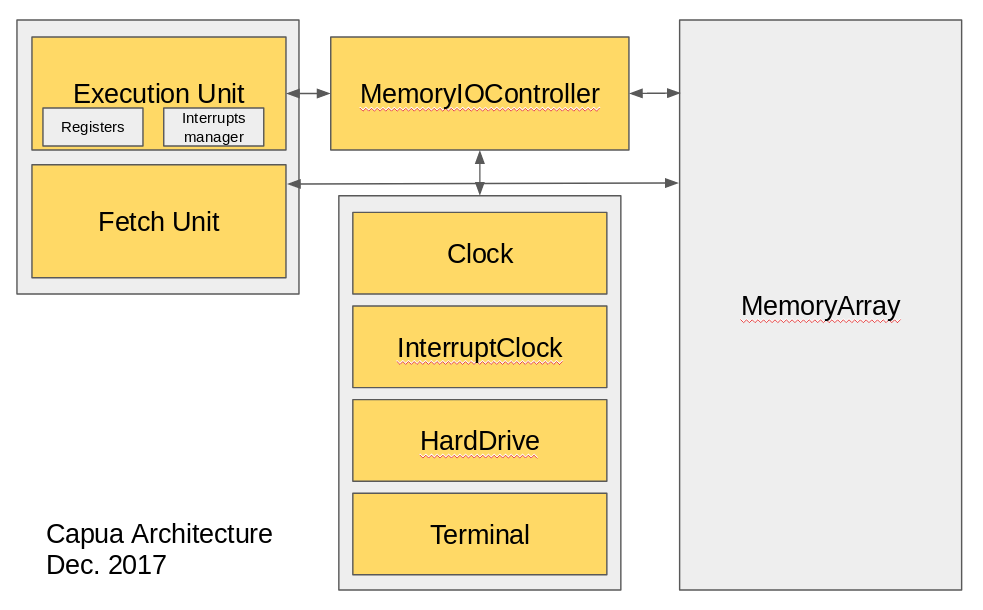 Execution Unit
Registers
Interrupts
manager
Fetch Unit
MemoryIOController
Clock
InterruptClock
HardDrive
Terminal
MemoryArray
Capua Architecture
Dec. 2017